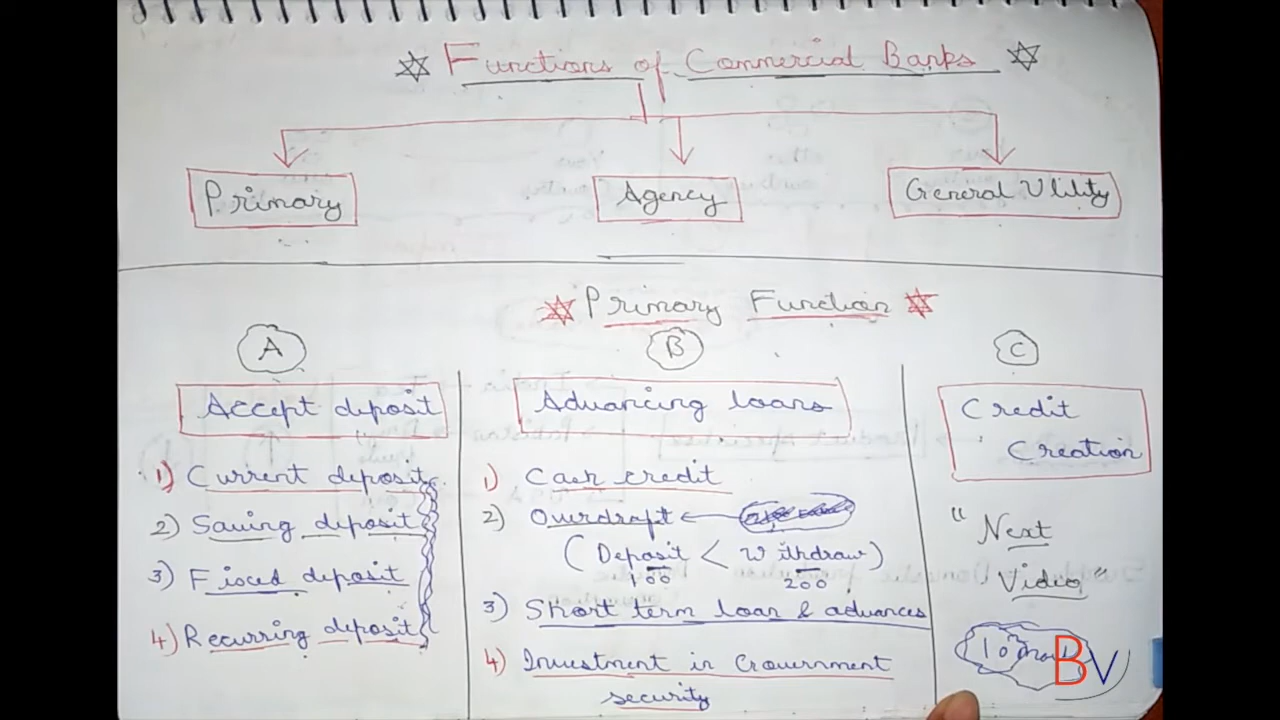 Functions of Commercial Banks
Primary
Agency
General Utility
Primary Function
A
Accept deposit
1) Current deposit
2) Saving deposit
3) Fixed deposit
4) Recurring deposit
B
Advancing loans
1) Cash credit
2) Overdraft
(Deposit < Withdraw)
100 200
3) Short term loan & advances
4) Investment in Government
security
C
Credit
Creation
"Next
Video"
BV